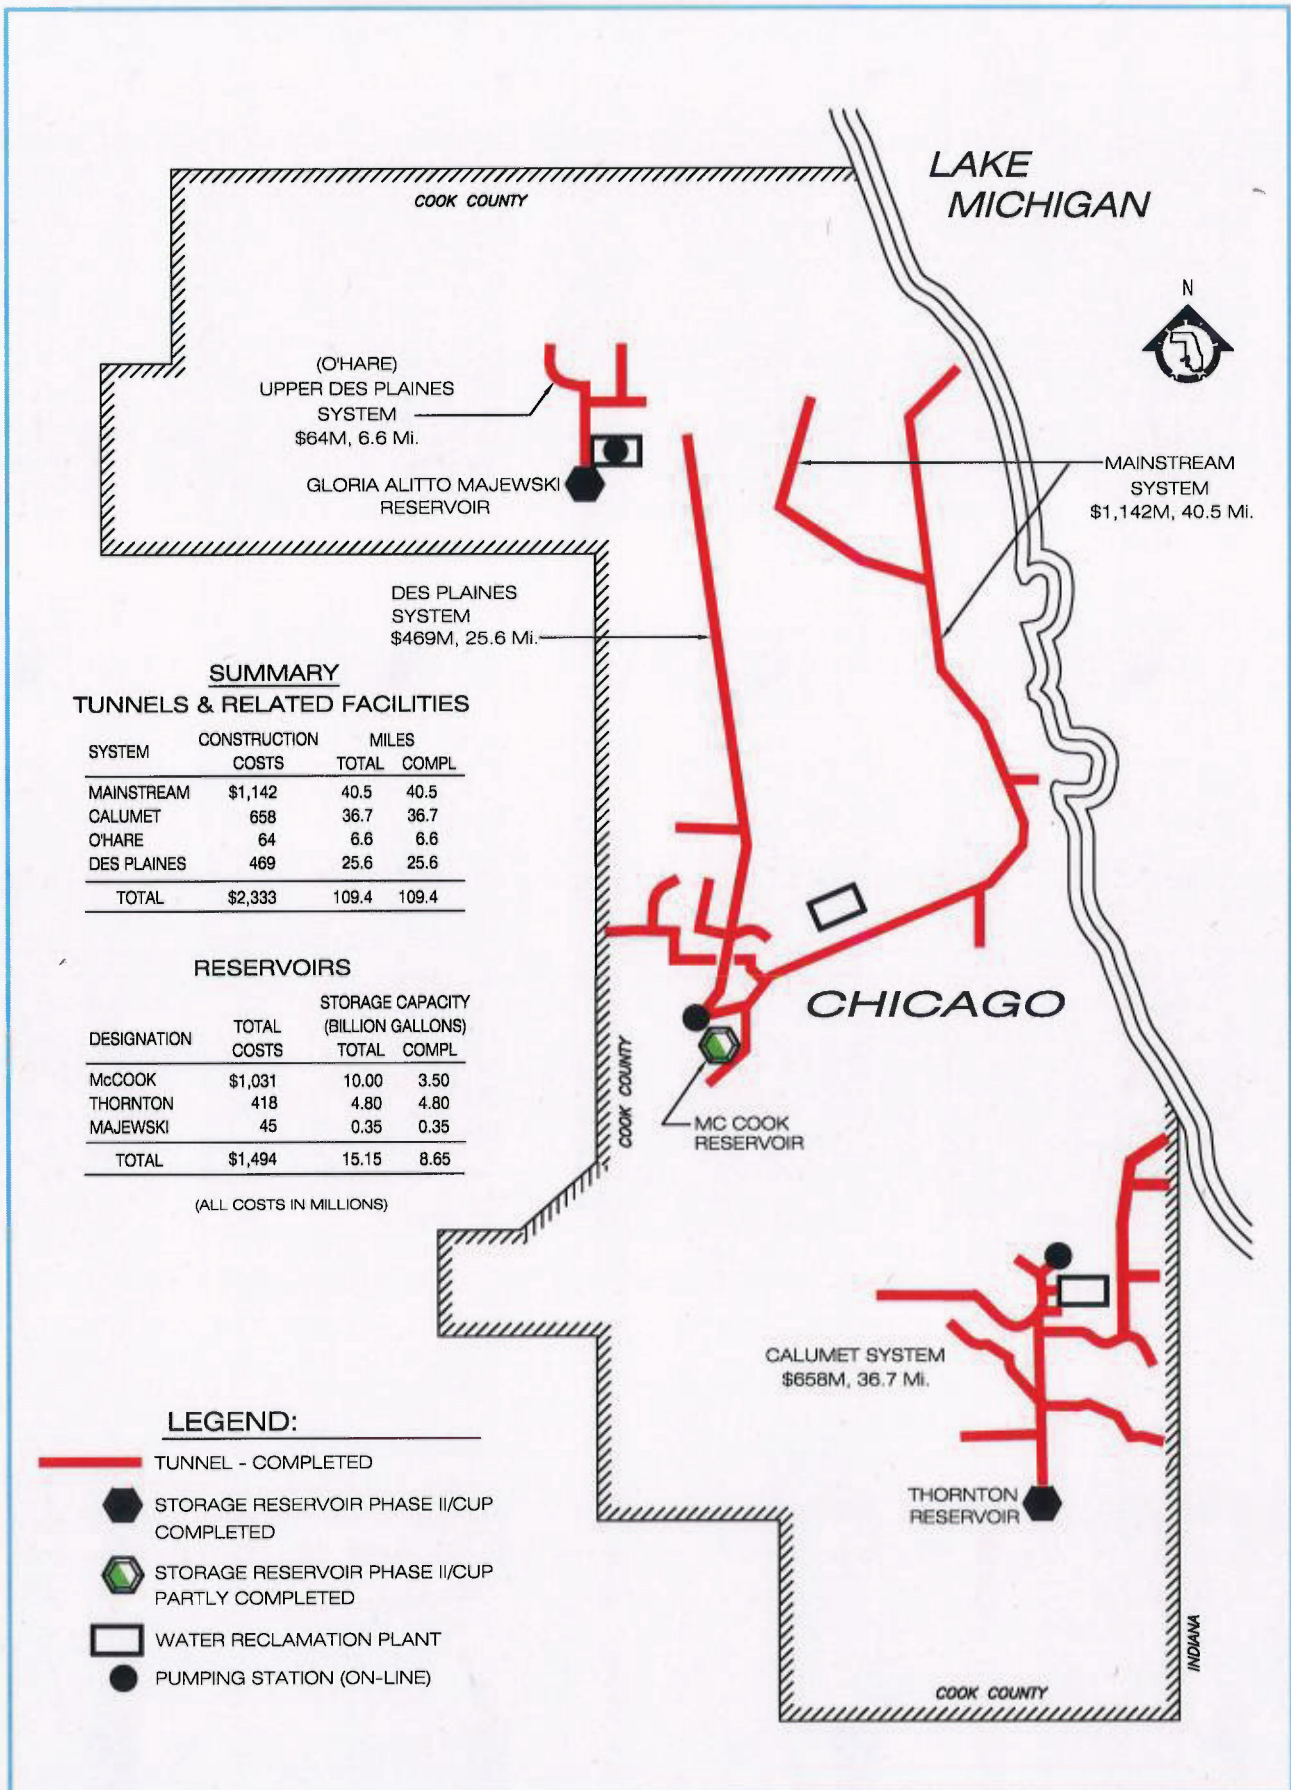 LAKE
MICHIGAN
COOK COUNTY
N
(O'HARE)
UPPER DES PLAINES
SYSTEM
$64M, 6.6 Mi.
GLORIA ALITTO MAJEWSKI
RESERVOIR
MAINSTREAM
SYSTEM
$1,142M, 40.5 Mi.
DES PLAINES
SYSTEM
$469M, 25.6 Mi.
SUMMARY
TUNNELS & RELATED FACILITIES
SYSTEM CONSTRUCTION COSTS MILES TOTAL COMPL
MAINSTREAM $1,142 40.5 40.5
CALUMET 658 36.7 36.7
O'HARE 64 6.6 6.6
DES PLAINES 469 25.6 25.6
TOTAL $2,333 109.4 109.4
RESERVOIRS
DESIGNATION TOTAL COSTS STORAGE CAPACITY (BILLION GALLONS) TOTAL COMPL
McCOOK $1,031 10.00 3.50
THORNTON 418 4.80 4.80
MAJEWSKI 45 0.35 0.35
TOTAL $1,494 15.15 8.65
(ALL COSTS IN MILLIONS)
CHICAGO
COOK COUNTY
MC COOK
RESERVOIR
CALUMET SYSTEM
$658M, 36.7 Mi.
THORNTON
RESERVOIR
LEGEND:
TUNNEL - COMPLETED
STORAGE RESERVOIR PHASE II/CUP
COMPLETED
STORAGE RESERVOIR PHASE II/CUP
PARTLY COMPLETED
WATER RECLAMATION PLANT
PUMPING STATION (ON-LINE)
INDIANA
COOK COUNTY